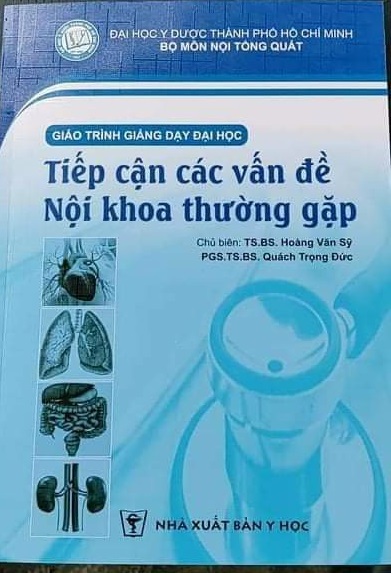 ĐẠI HỌC Y DƯỢC THÀNH PHỐ HỒ CHÍ MINH
BỘ MÔN NỘI TỔNG QUÁT
GIÁO TRÌNH GIẢNG DẠY ĐẠI HỌC
Tiếp cận các vấn đề
Nội khoa thường gặp
Chủ biên: TS.BS. Hoàng Văn Sỹ
PGS.TS.BS. Quách Trọng Đức
NHÀ XUẤT BẢN Y HỌC